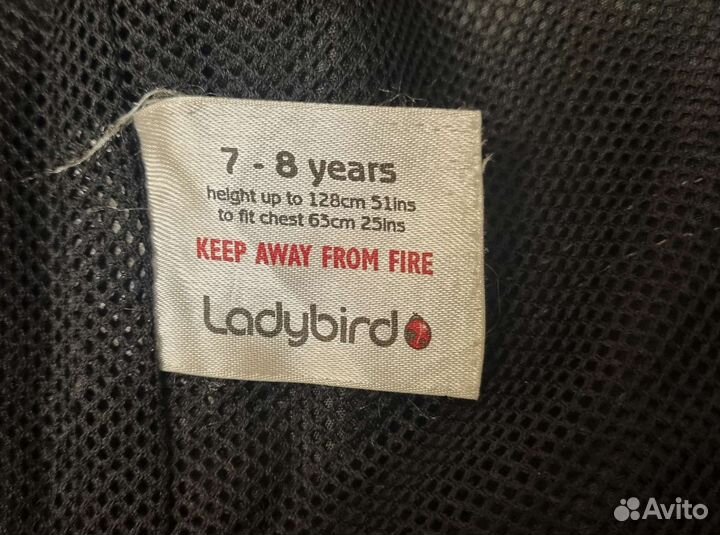 7 - 8 years
height up to 128cm 51ins
to fit chest 63cm 25ins
KEEP AWAY FROM FIRE
Ladybird
Avito